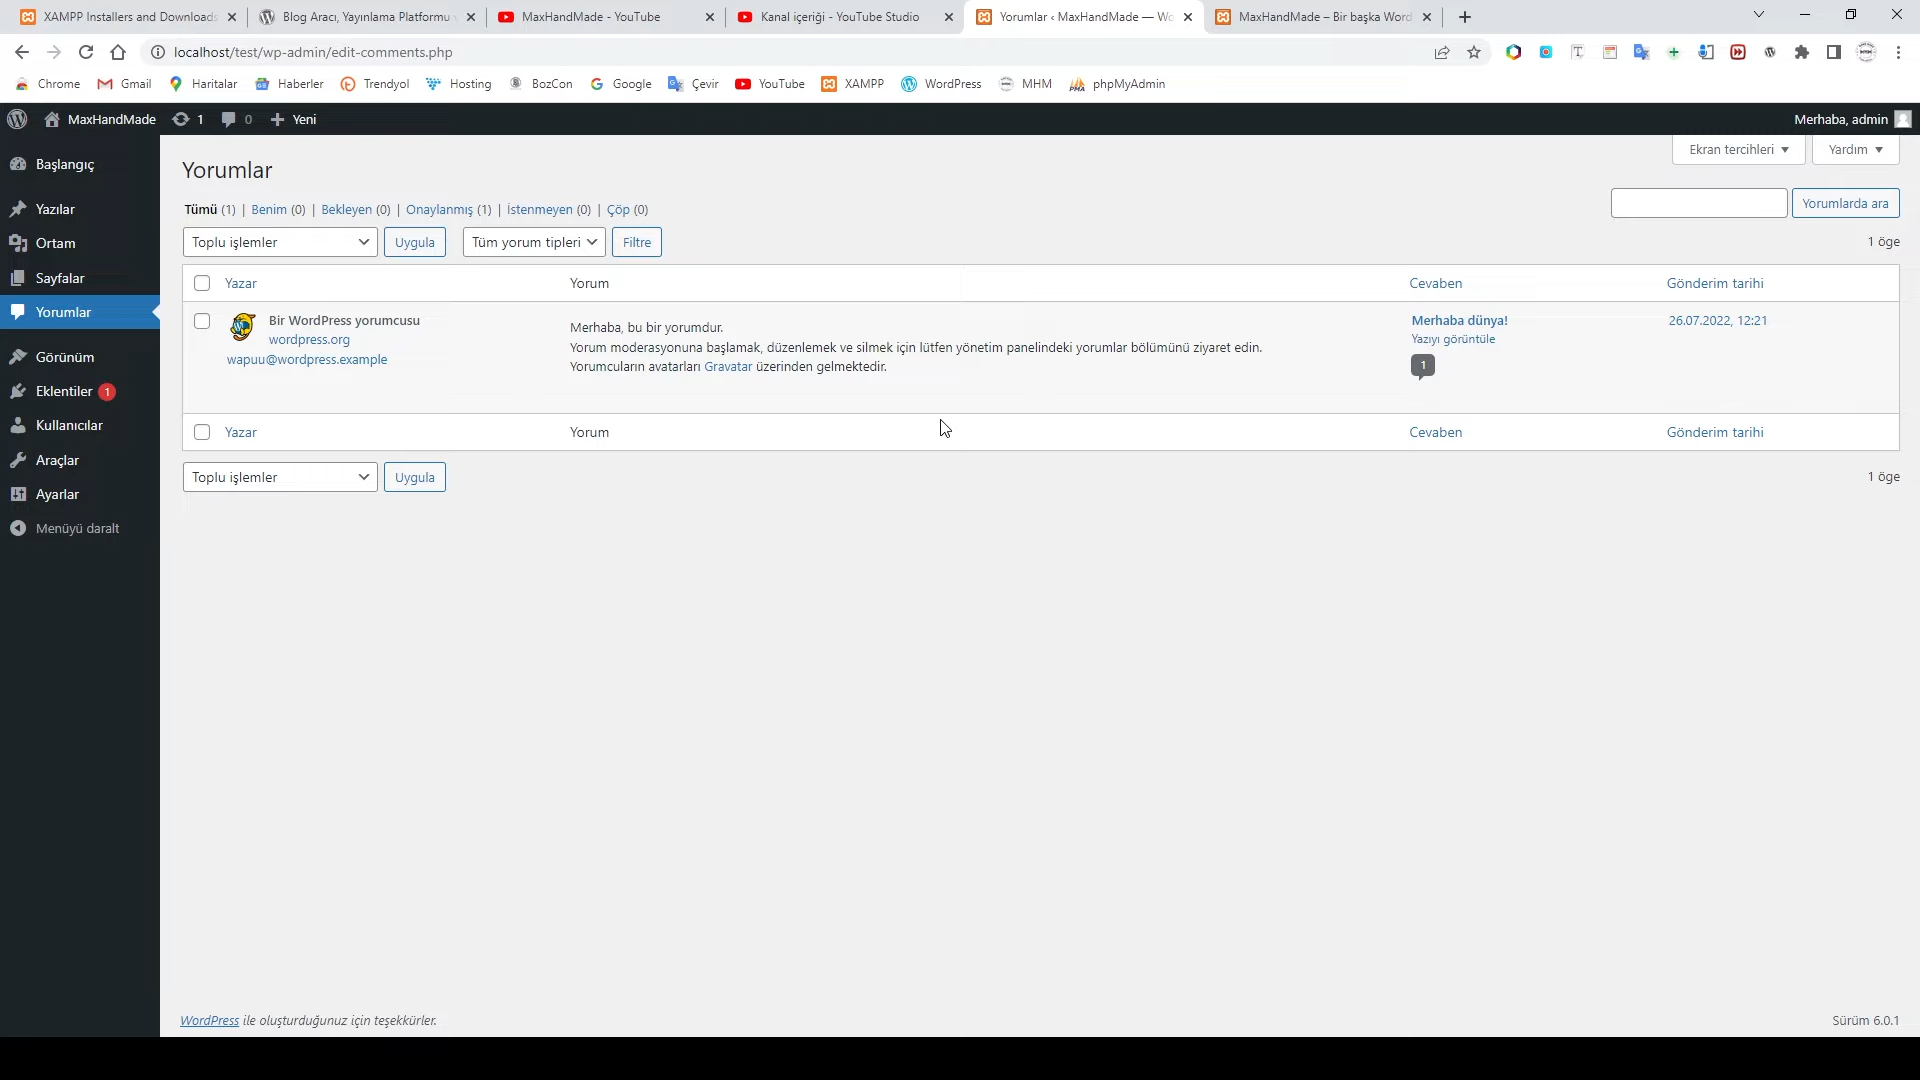 XAMPP Installers and Downloads
Blog Aracı, Yayınlama Platformu
MaxHandMade - YouTube
Kanal içeriği - YouTube Studio
Yorumlar ‹ MaxHandMade — Wo
MaxHandMade – Bir başka Word
localhost/test/wp-admin/edit-comments.php
Chrome Gmail Haritalar Haberler Trendyol Hosting BozCon Google Çevir YouTube XAMPP WordPress MHM phpMyAdmin
MaxHandMade 1 0 Yeni Merhaba, admin
Başlangıç
Yazılar
Ortam
Sayfalar
Yorumlar
Görünüm
Eklentiler 1
Kullanıcılar
Araçlar
Ayarlar
Menüyü daralt
Ekran tercihleri Yardım
Yorumlar
Tümü (1) | Benim (0) | Bekleyen (0) | Onaylanmış (1) | İstenmeyen (0) | Çöp (0)
Yorumlarda ara
Toplu işlemler Uygula Tüm yorum tipleri Filtre 1 öge
Yazar Yorum Cevaben Gönderim tarihi
Bir WordPress yorumcusu
wordpress.org
wapuu@wordpress.example
Merhaba, bu bir yorumdur.
Yorum moderasyonuna başlamak, düzenlemek ve silmek için lütfen yönetim panelindeki yorumlar bölümünü ziyaret edin.
Yorumcuların avatarları Gravatar üzerinden gelmektedir.
Merhaba dünya!
Yazıyı görüntüle
1
26.07.2022, 12:21
Yazar Yorum Cevaben Gönderim tarihi
Toplu işlemler Uygula 1 öge
WordPress ile oluşturduğunuz için teşekkürler. Sürüm 6.0.1